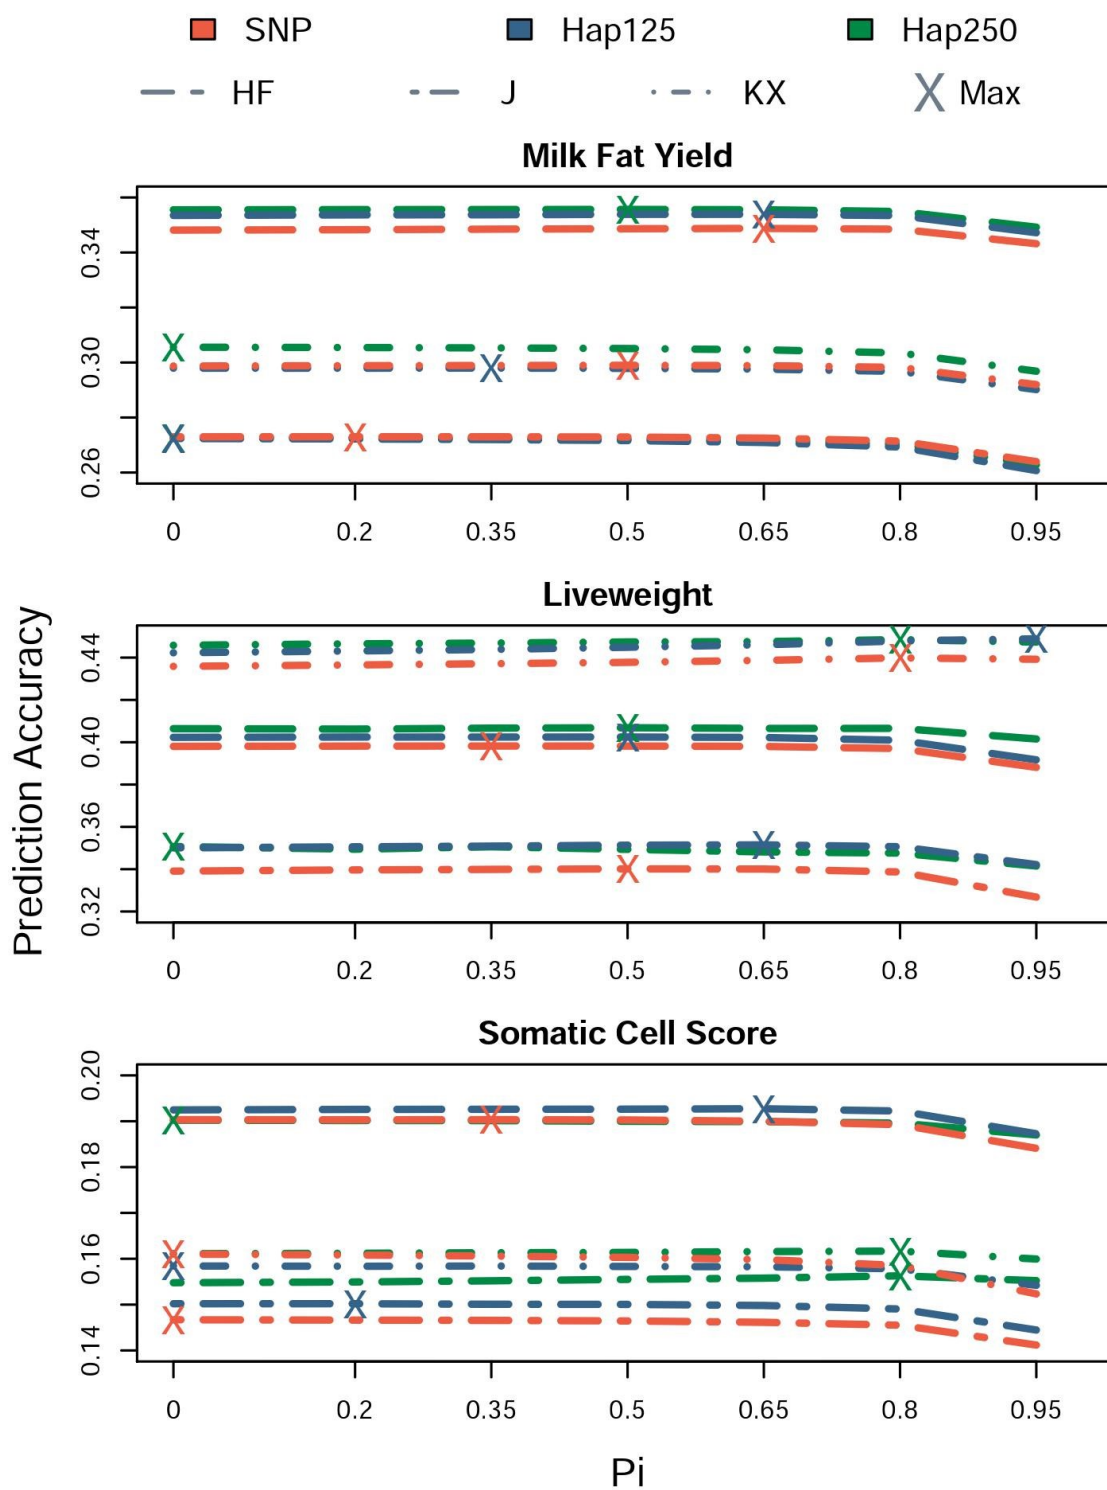 SNP Hap125 Hap250
HF J KX Max
Milk Fat Yield
0.34
0.30
0.26
0 0.2 0.35 0.5 0.65 0.8 0.95
Liveweight
0.44
0.40
0.36
0.32
0 0.2 0.35 0.5 0.65 0.8 0.95
Prediction Accuracy
Somatic Cell Score
0.20
0.18
0.16
0.14
0 0.2 0.35 0.5 0.65 0.8 0.95
Pi